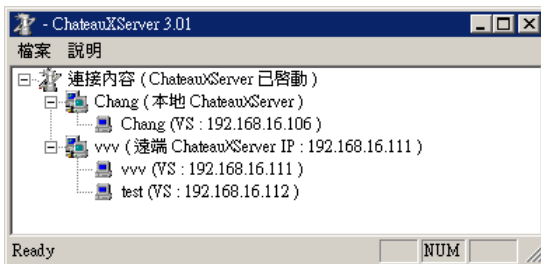 - ChateauXServer 3.01
檔案 說明
連接內容 ( ChateauXServer 已啓動 )
Chang ( 本地 ChateauXServer )
Chang (VS : 192.168.16.106 )
vvv ( 遠端 ChateauXServer IP : 192.168.16.111 )
vvv (VS : 192.168.16.111 )
test (VS : 192.168.16.112 )
Ready NUM